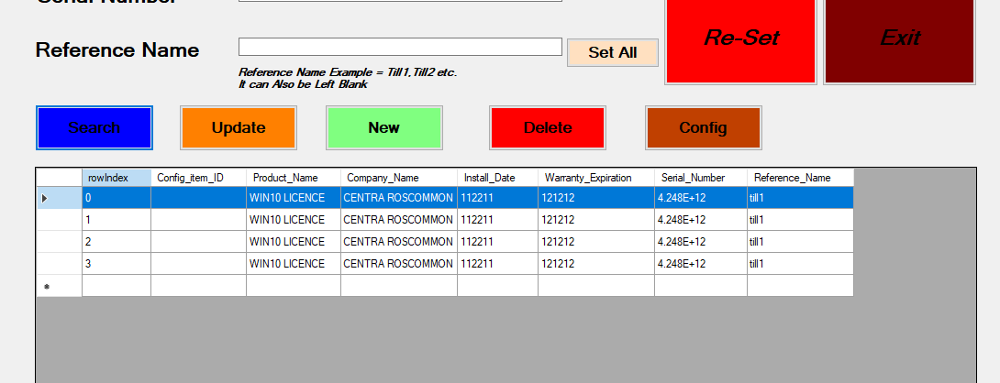 Serial Number
Reference Name
Set All
Re-Set
Exit
Reference Name Example = Till1,Till2 etc.
It can Also be Left Blank
Search
Update
New
Delete
Config
rowIndex Config_item_ID Product_Name Company_Name Install_Date Warranty_Expiration Serial_Number Reference_Name
0 WIN10 LICENCE CENTRA ROSCOMMON 112211 121212 4.248E+12 till1
1 WIN10 LICENCE CENTRA ROSCOMMON 112211 121212 4.248E+12 till1
2 WIN10 LICENCE CENTRA ROSCOMMON 112211 121212 4.248E+12 till1
3 WIN10 LICENCE CENTRA ROSCOMMON 112211 121212 4.248E+12 till1